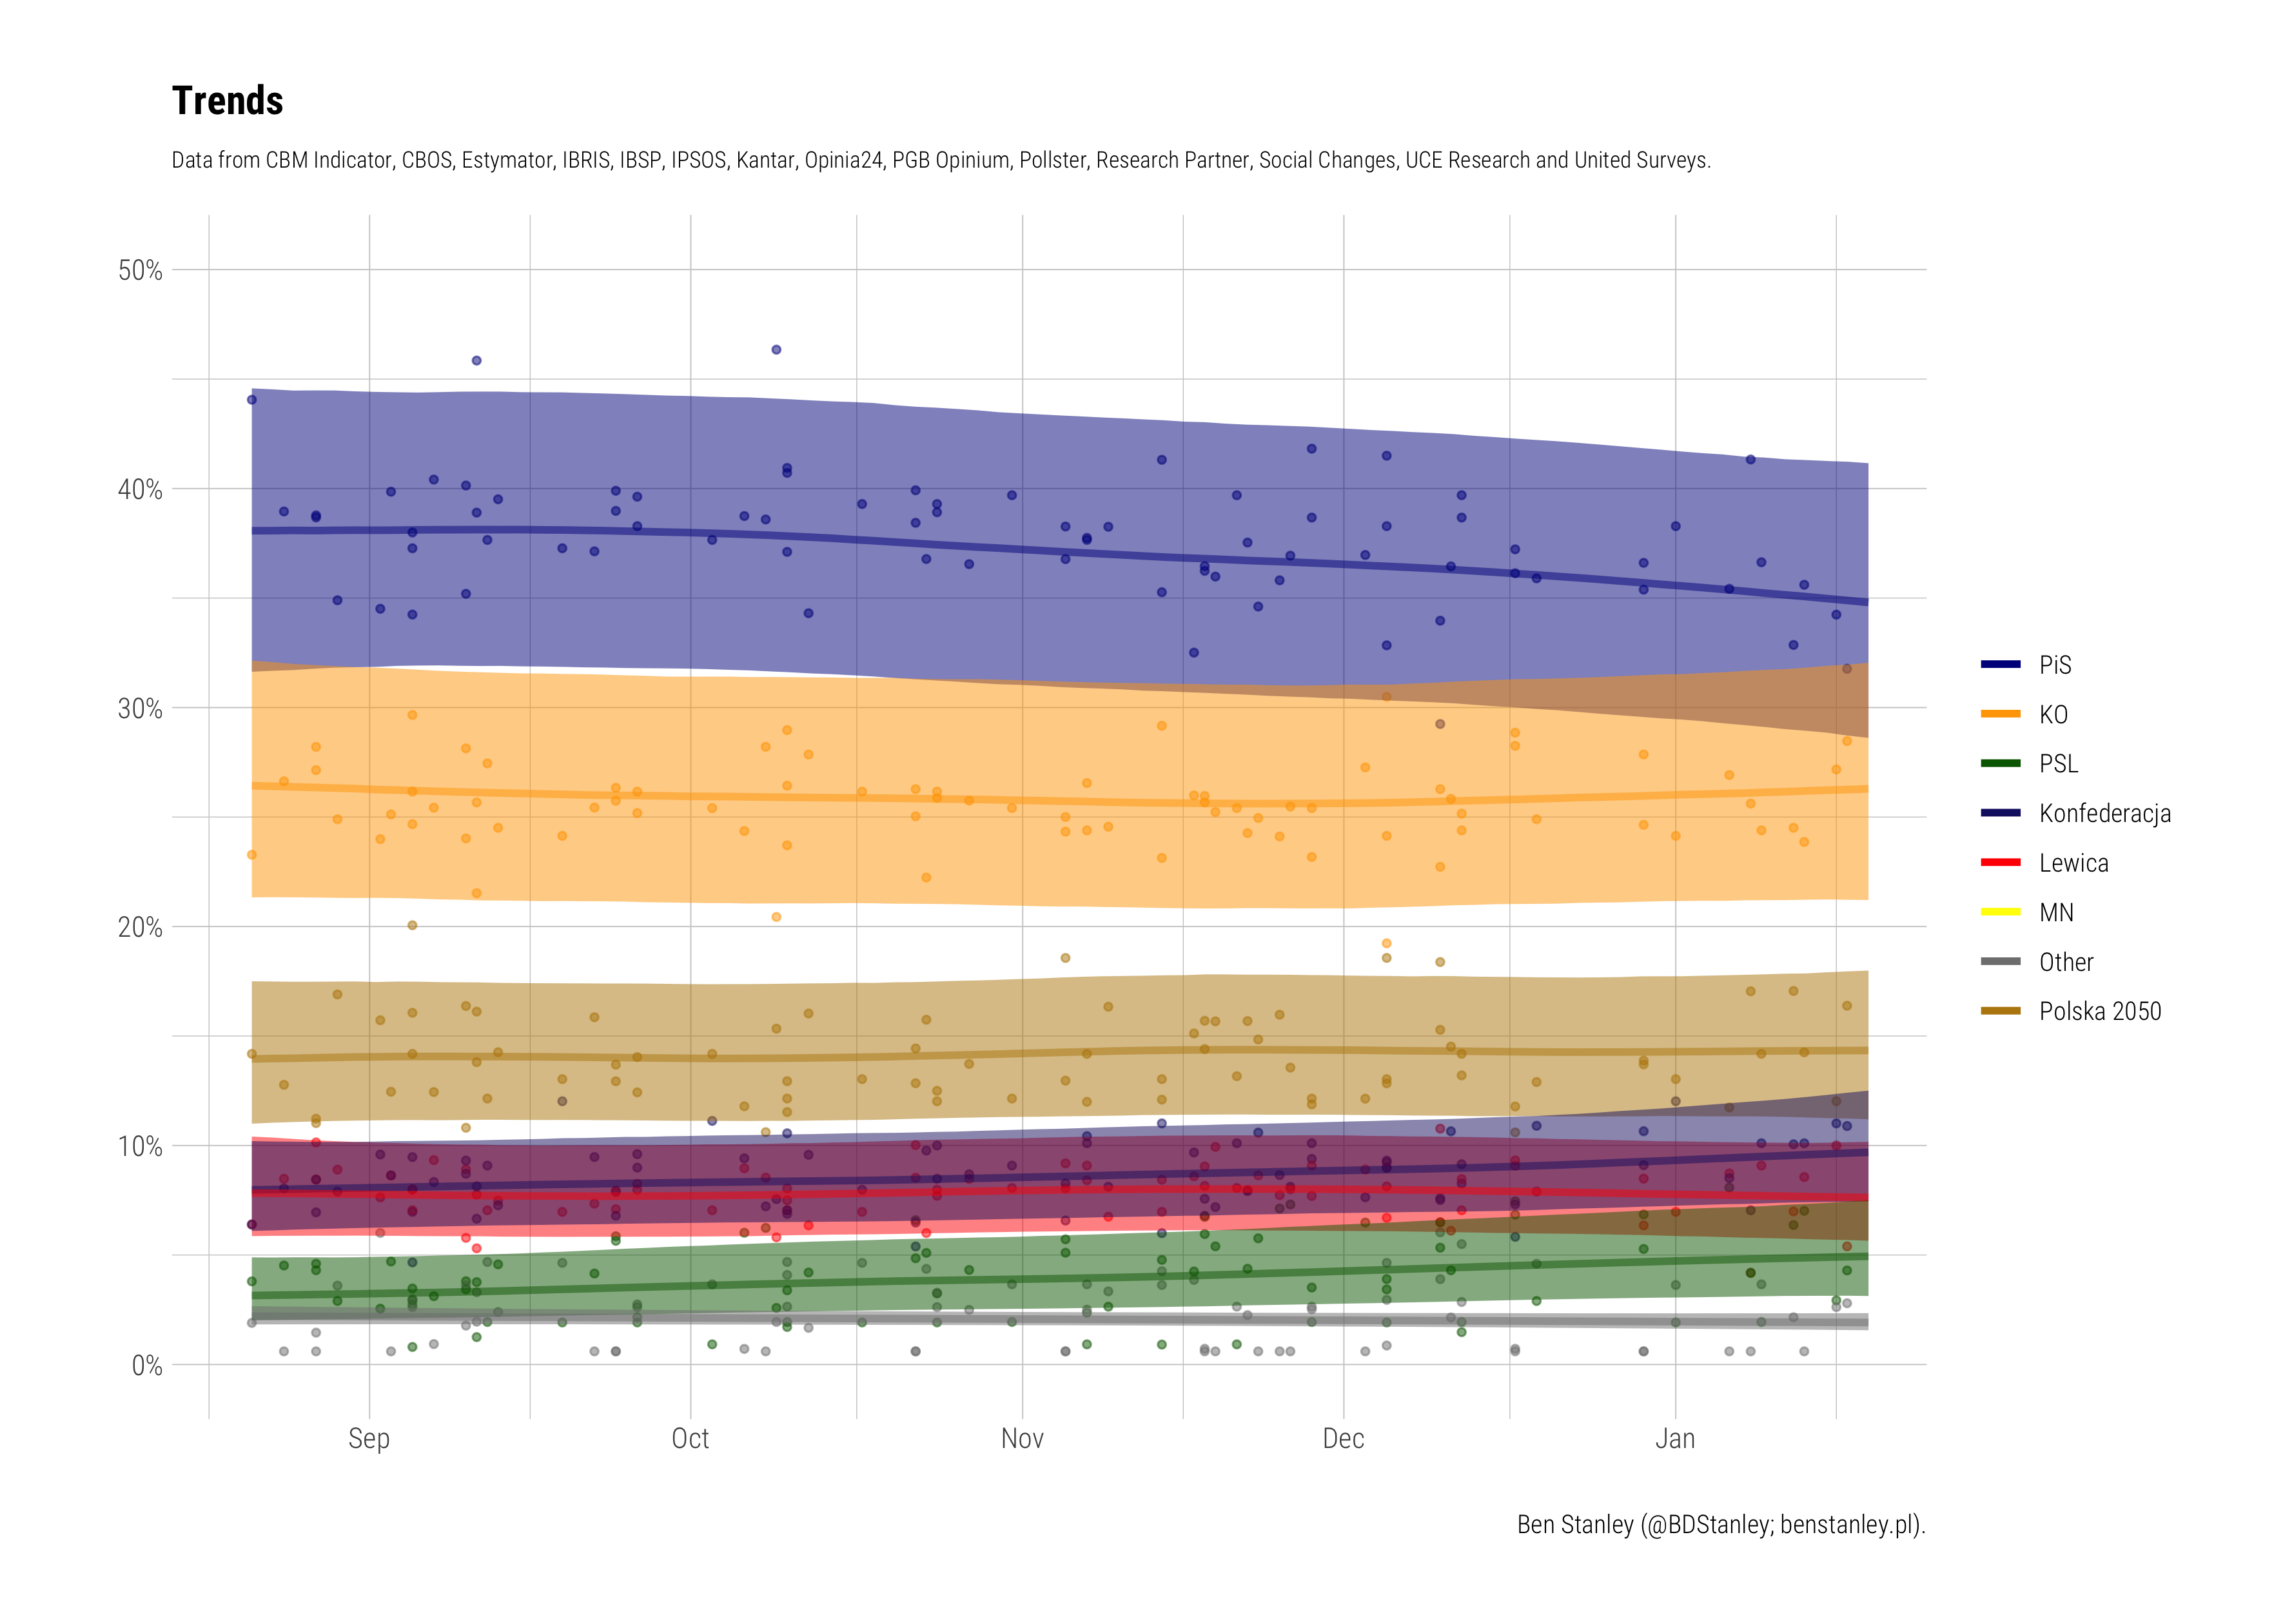 Trends
Data from CBM Indicator, CBOS, Estymator, IBRIS, IBSP, IPSOS, Kantar, Opinia24, PGB Opinium, Pollster, Research Partner, Social Changes, UCE Research and United Surveys.
50%
40%
30%
20%
10%
0%
Sep Oct Nov Dec Jan
PiS
KO
PSL
Konfederacja
Lewica
MN
Other
Polska 2050
Ben Stanley (@BDStanley; benstanley.pl).